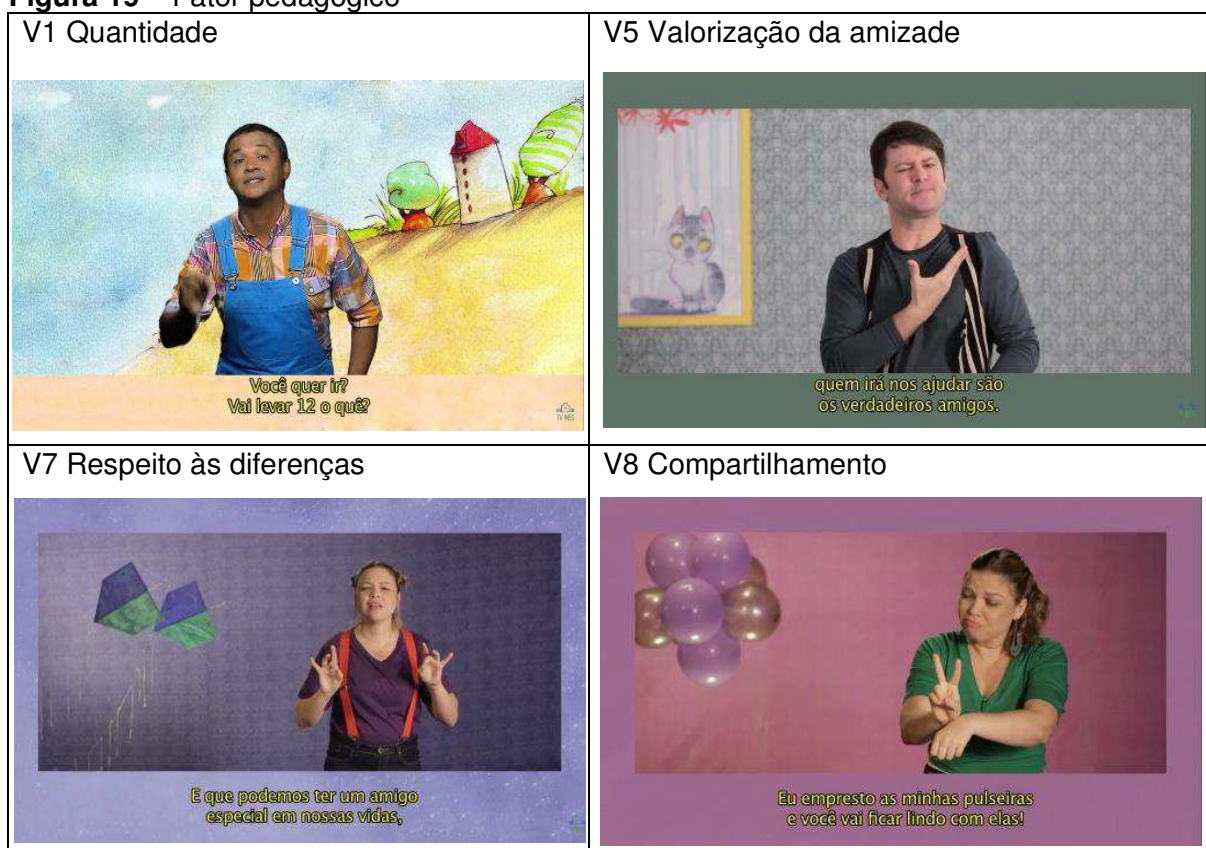 Figura 19 – Fator pedagógico
V1 Quantidade
V5 Valorização da amizade
Você quer ir?
Vai levar 12 o quê?
TV INES
quem irá nos ajudar são
os verdadeiros amigos.
V7 Respeito às diferenças
V8 Compartilhamento
E que podemos ter um amigo
especial em nossas vidas,
Eu empresto as minhas pulseiras
e você vai ficar lindo com elas!